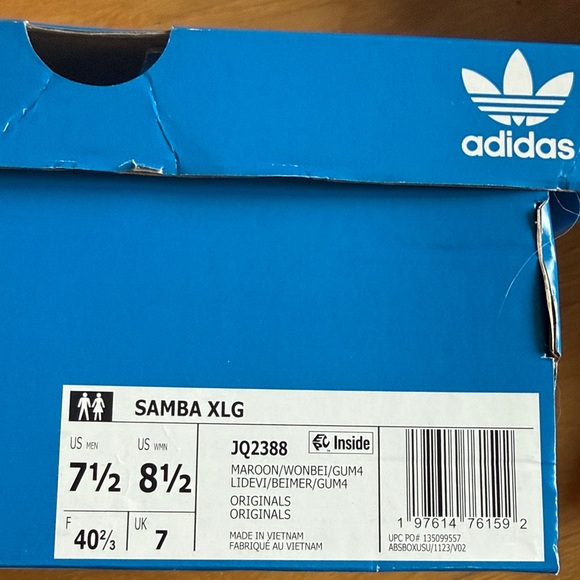 adidas
SAMBA XLG
US MEN
7½
US WMN
8½
F
40⅔
UK
7
JQ2388
Inside
MAROON/WONBEI/GUM4
LIDEVI/BEIMER/GUM4
ORIGINALS
ORIGINALS
MADE IN VIETNAM
FABRIQUÉ AU VIETNAM
1 97614 76159 2
UPC PO# 135099557
ABSBOXUSU/1123/V02